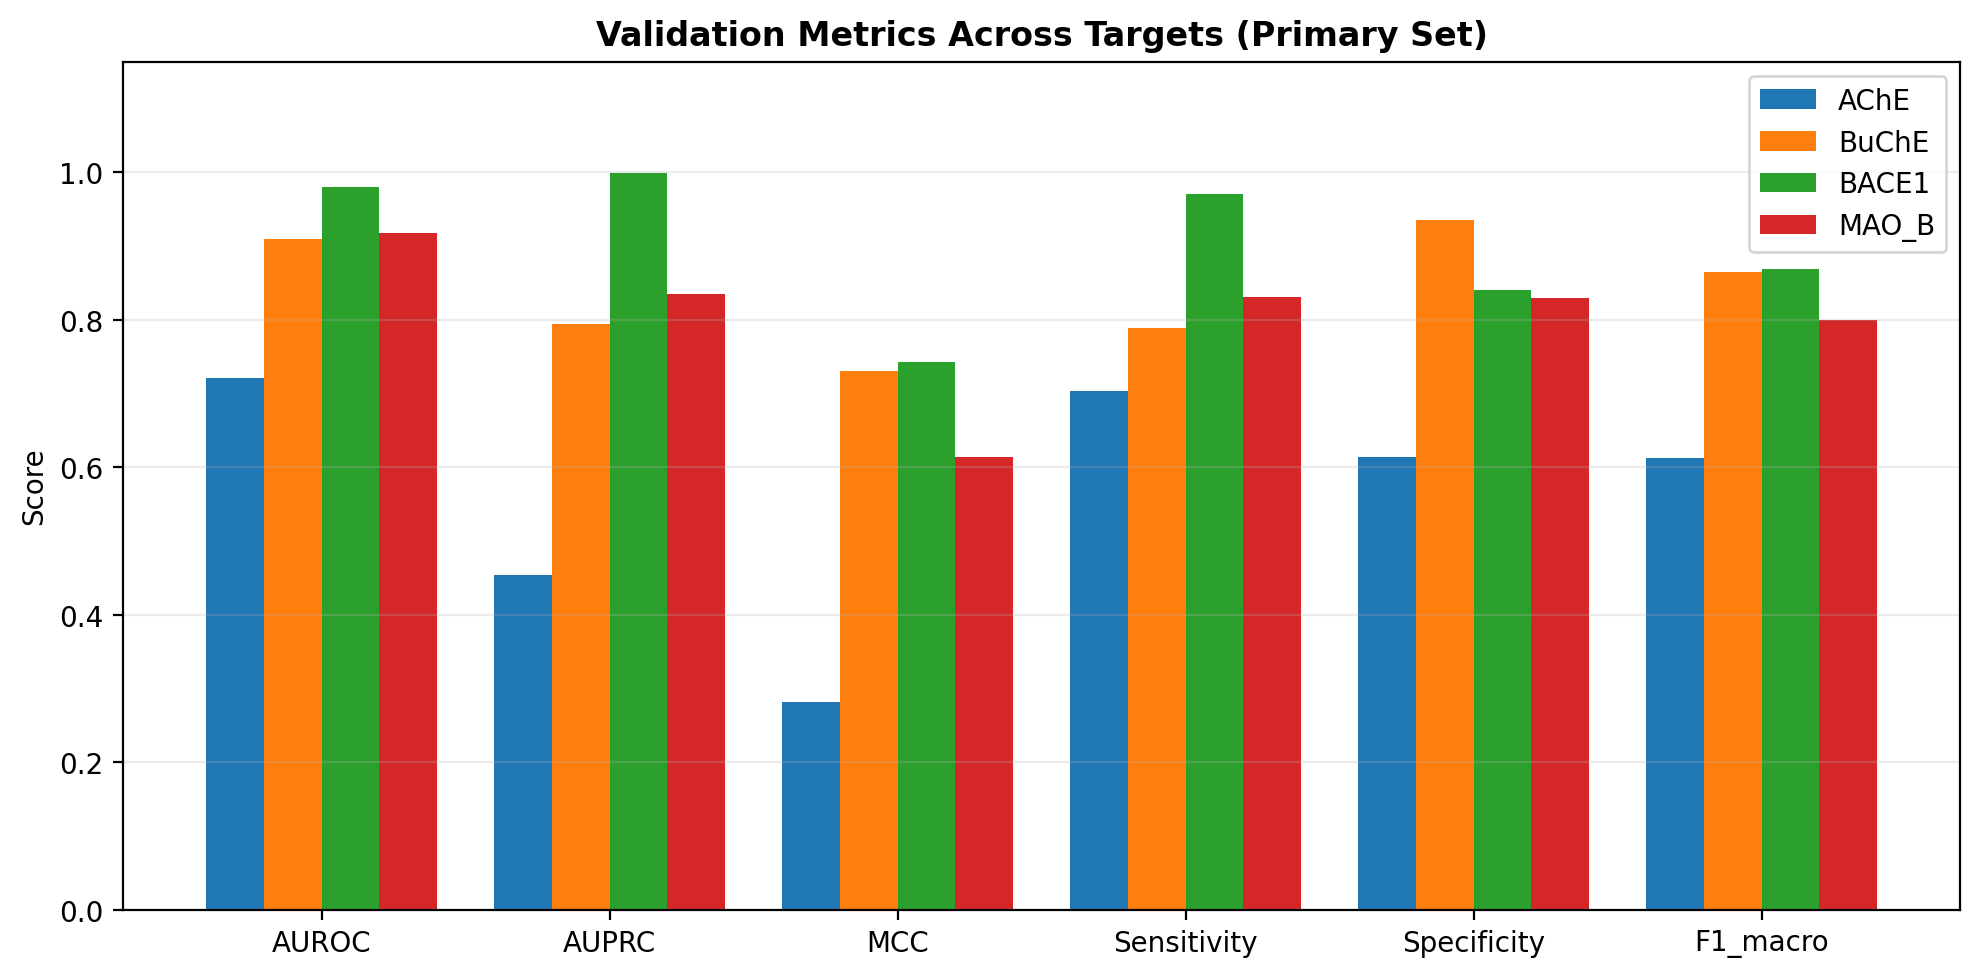 Validation Metrics Across Targets (Primary Set)
AChE
BuChE
BACE1
MAO_B
Score
1.0
0.8
0.6
0.4
0.2
0.0
AUROC
AUPRC
MCC
Sensitivity
Specificity
F1_macro